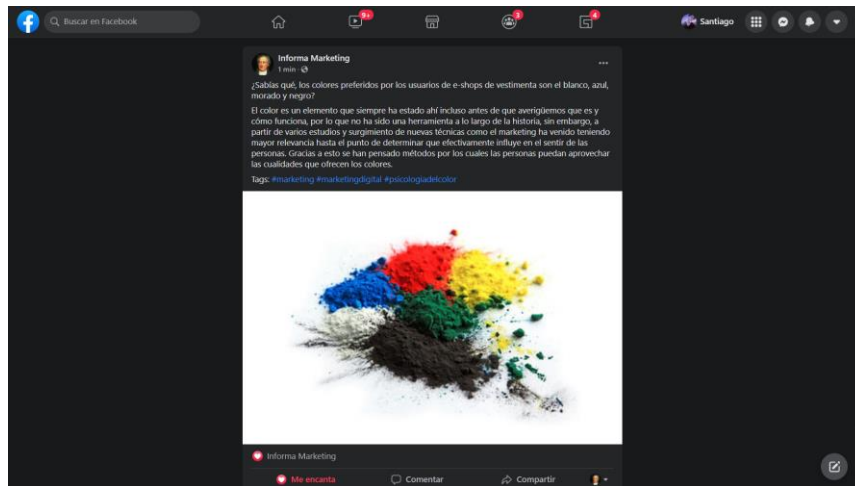 Buscar en Facebook
9+
3
4
Santiago
Informa Marketing
1 min ·
¿Sabías qué, los colores preferidos por los usuarios de e-shops de vestimenta son el blanco, azul,
morado y negro?
El color es un elemento que siempre ha estado ahí incluso antes de que averigüemos que es y
cómo funciona, por lo que no ha sido una herramienta a lo largo de la historia, sin embargo, a
partir de varios estudios y surgimiento de nuevas técnicas como el marketing ha venido teniendo
mayor relevancia hasta el punto de determinar que efectivamente influye en el sentir de las
personas. Gracias a esto se han pensado métodos por los cuales las personas puedan aprovechar
las cualidades que ofrecen los colores.
Tags: #marketing #marketingdigital #psicologiadelcolor
Informa Marketing
Me encanta Comentar Compartir